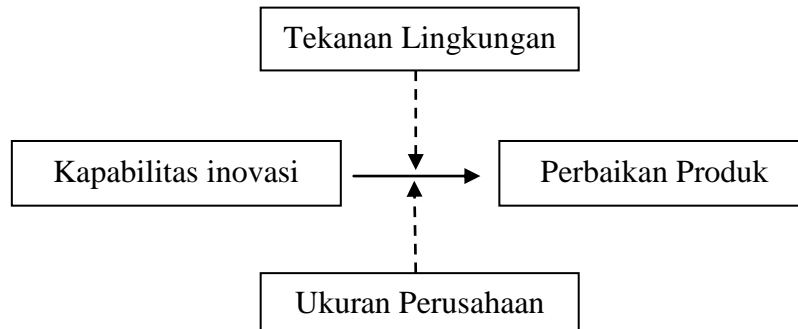 Tekanan Lingkungan
Kapabilitas inovasi
Perbaikan Produk
Ukuran Perusahaan